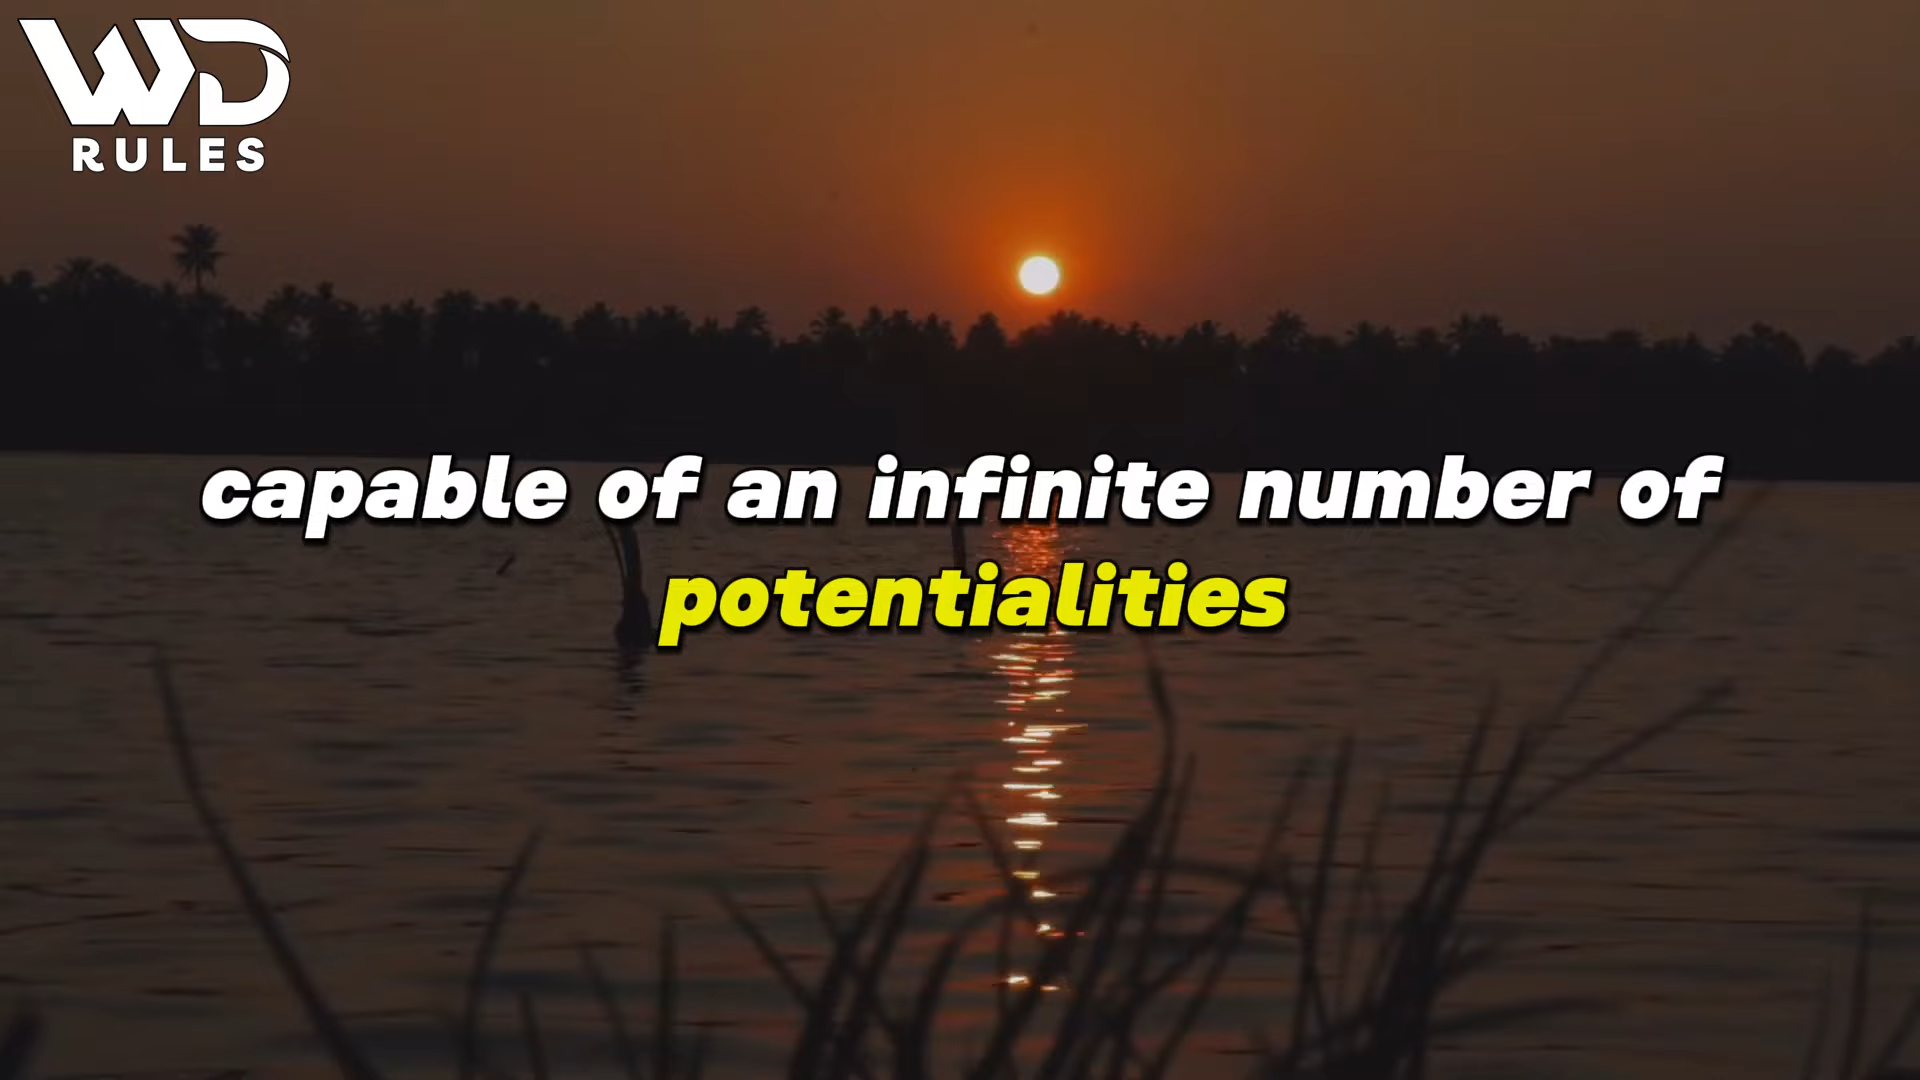 WD
RULES
capable of an infinite number of
potentialities